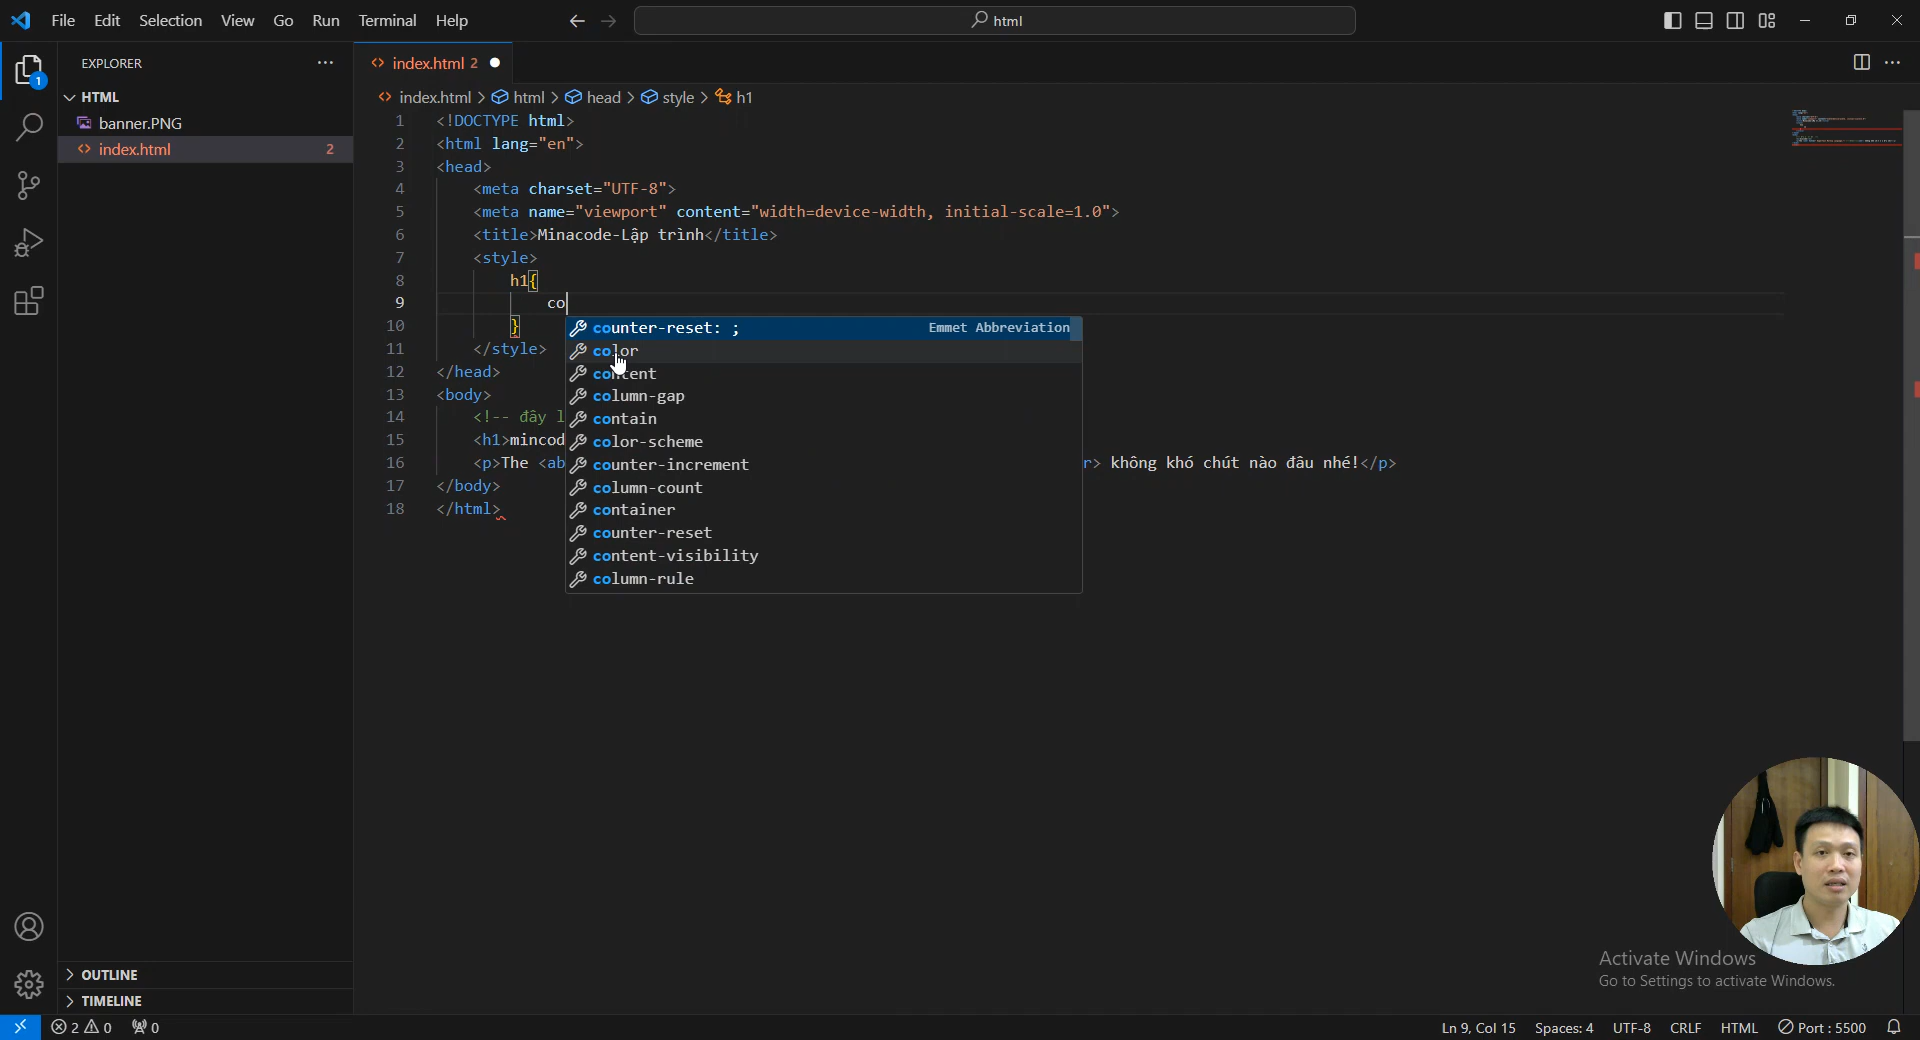 File Edit Selection View Go Run Terminal Help
html
EXPLORER
HTML
banner.PNG
index.html 2
index.html 2
index.html > html > head > style > h1
1 <!DOCTYPE html>
2 <html lang="en">
3 <head>
4 <meta charset="UTF-8">
5 <meta name="viewport" content="width=device-width, initial-scale=1.0">
6 <title>Minacode-Lập trình</title>
7 <style>
8 h1{
9 co
10 }
11 </style>
12 </head>
13 <body>
14 <!-- đây l
15 <h1>mincod
16 <p>The <ab r> không khó chút nào đâu nhé!</p>
17 </body>
18 </html>
counter-reset: ; Emmet Abbreviation
color
content
column-gap
contain
color-scheme
counter-increment
column-count
container
counter-reset
content-visibility
column-rule
1
OUTLINE
TIMELINE
Activate Windows
Go to Settings to activate Windows.
2 0 0 Ln 9, Col 15 Spaces: 4 UTF-8 CRLF HTML Port : 5500